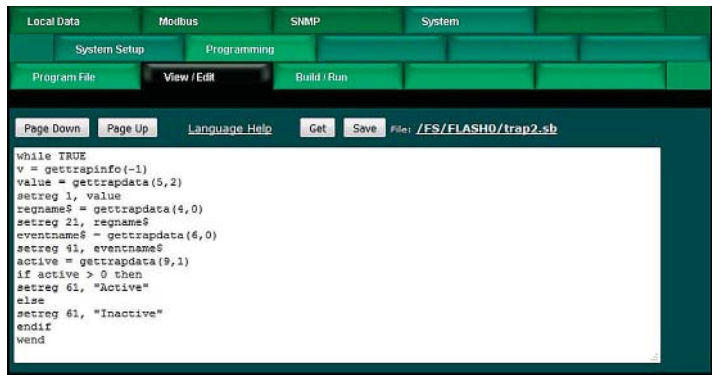 Local Data Modbus SNMP System
System Setup Programming
Program File View / Edit Build / Run
Page Down Page Up Language Help Get Save File: /FS/FLASH0/trap2.sb
while TRUE
v = gettrapinfo(-1)
value = gettrapdata(5,2)
setreg 1, value
regname$ = gettrapdata(4,0)
setreg 21, regname$
eventname$ = gettrapdata(6,0)
setreg 41, eventname$
active = gettrapdata(9,1)
if active > 0 then
setreg 61, "Active"
else
setreg 61, "Inactive"
endif
wend